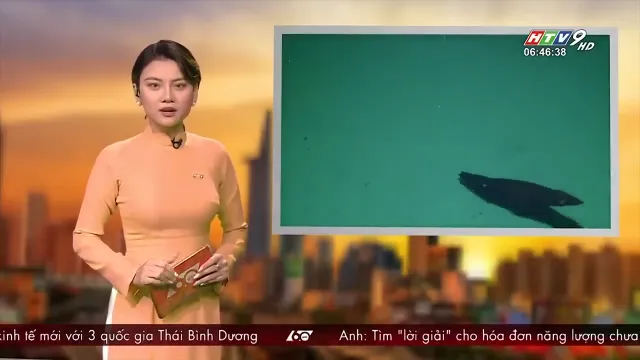 HTV9 HD
06:46:38
kinh tế mới với 3 quốc gia Thái Bình Dương
60
Anh: Tìm "lời giải" cho hóa đơn năng lượng chưa